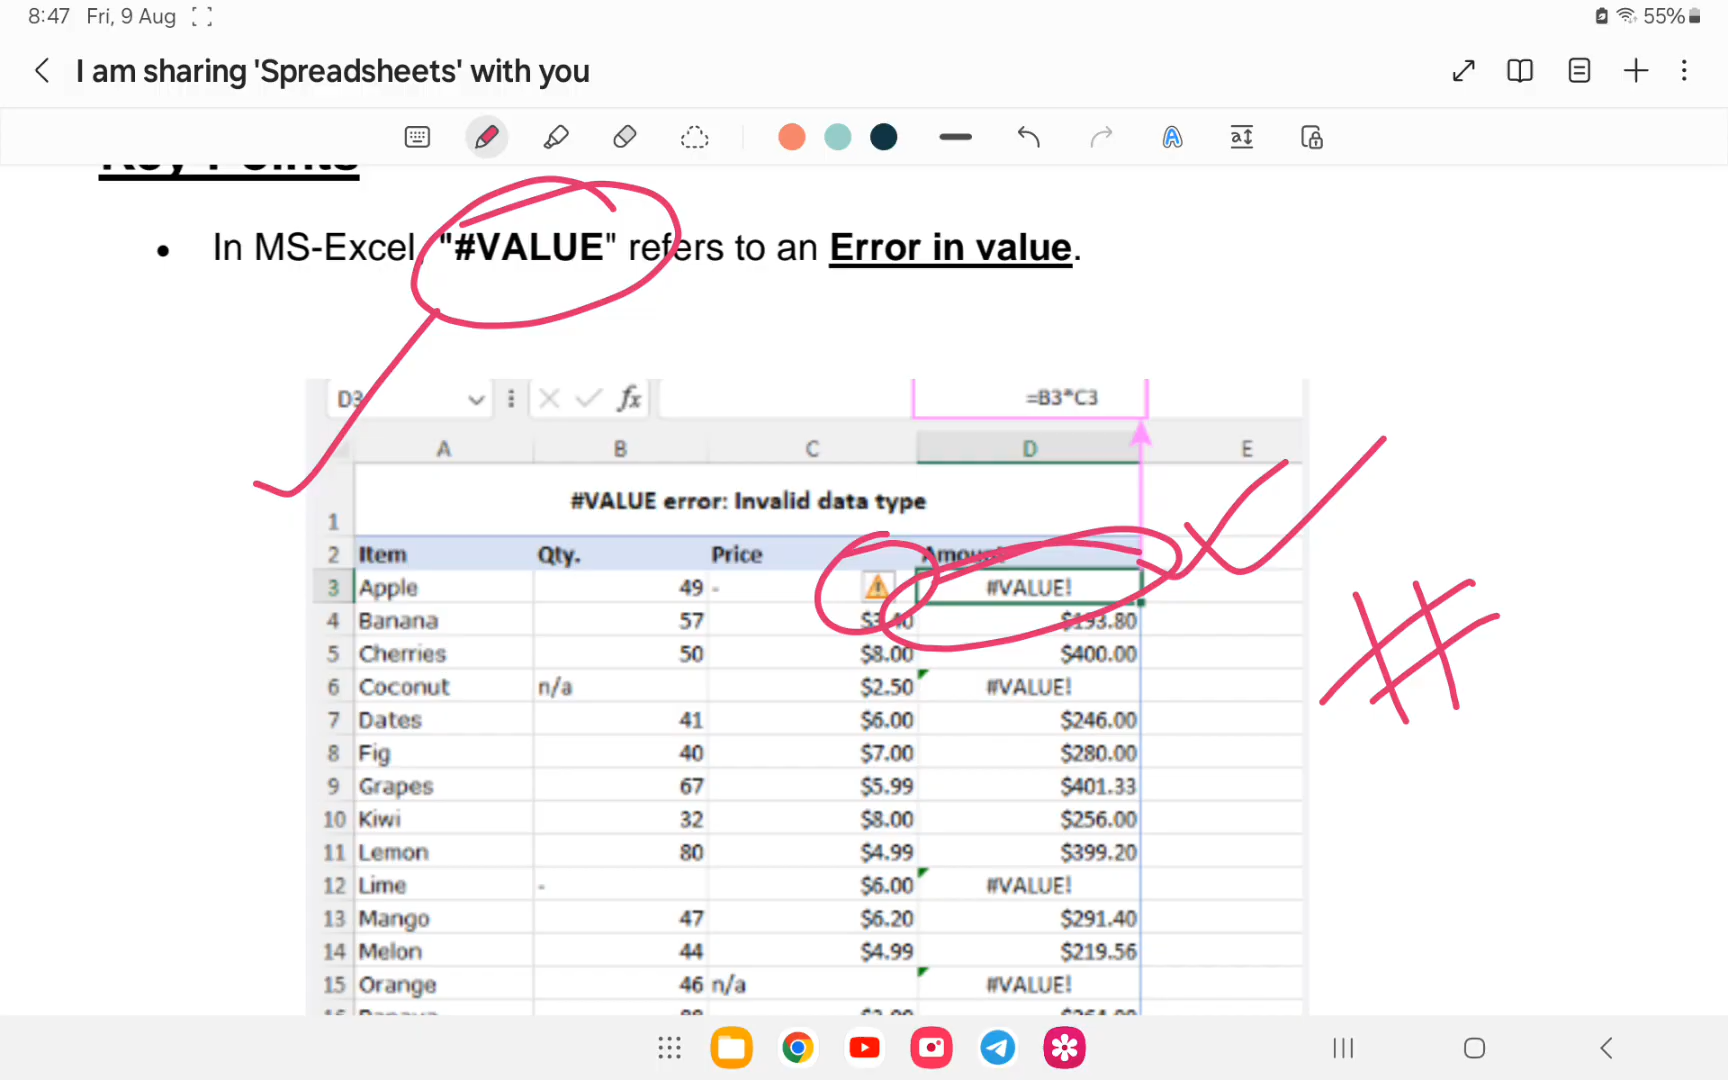 8:47 Fri, 9 Aug 55%
I am sharing 'Spreadsheets' with you
Key Points
• In MS-Excel, "#VALUE" refers to an Error in value.
D3 fx =B3*C3
A B C D E
1 #VALUE error: Invalid data type
2 Item Qty. Price Amount
3 Apple 49 - #VALUE!
4 Banana 57 $3.40 $193.80
5 Cherries 50 $8.00 $400.00
6 Coconut n/a $2.50 #VALUE!
7 Dates 41 $6.00 $246.00
8 Fig 40 $7.00 $280.00
9 Grapes 67 $5.99 $401.33
10 Kiwi 32 $8.00 $256.00
11 Lemon 80 $4.99 $399.20
12 Lime - $6.00 #VALUE!
13 Mango 47 $6.20 $291.40
14 Melon 44 $4.99 $219.56
15 Orange 46 n/a #VALUE!
#